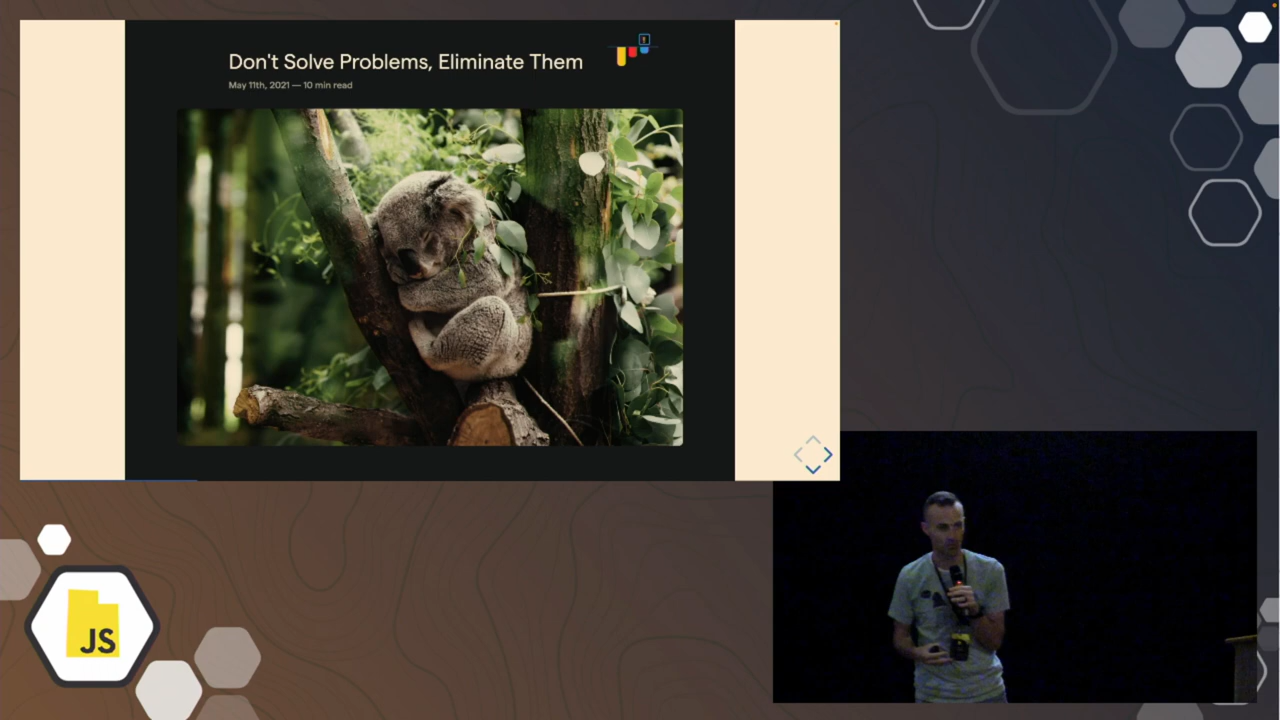 Don't Solve Problems, Eliminate Them
May 11th, 2021 — 10 min read
JS